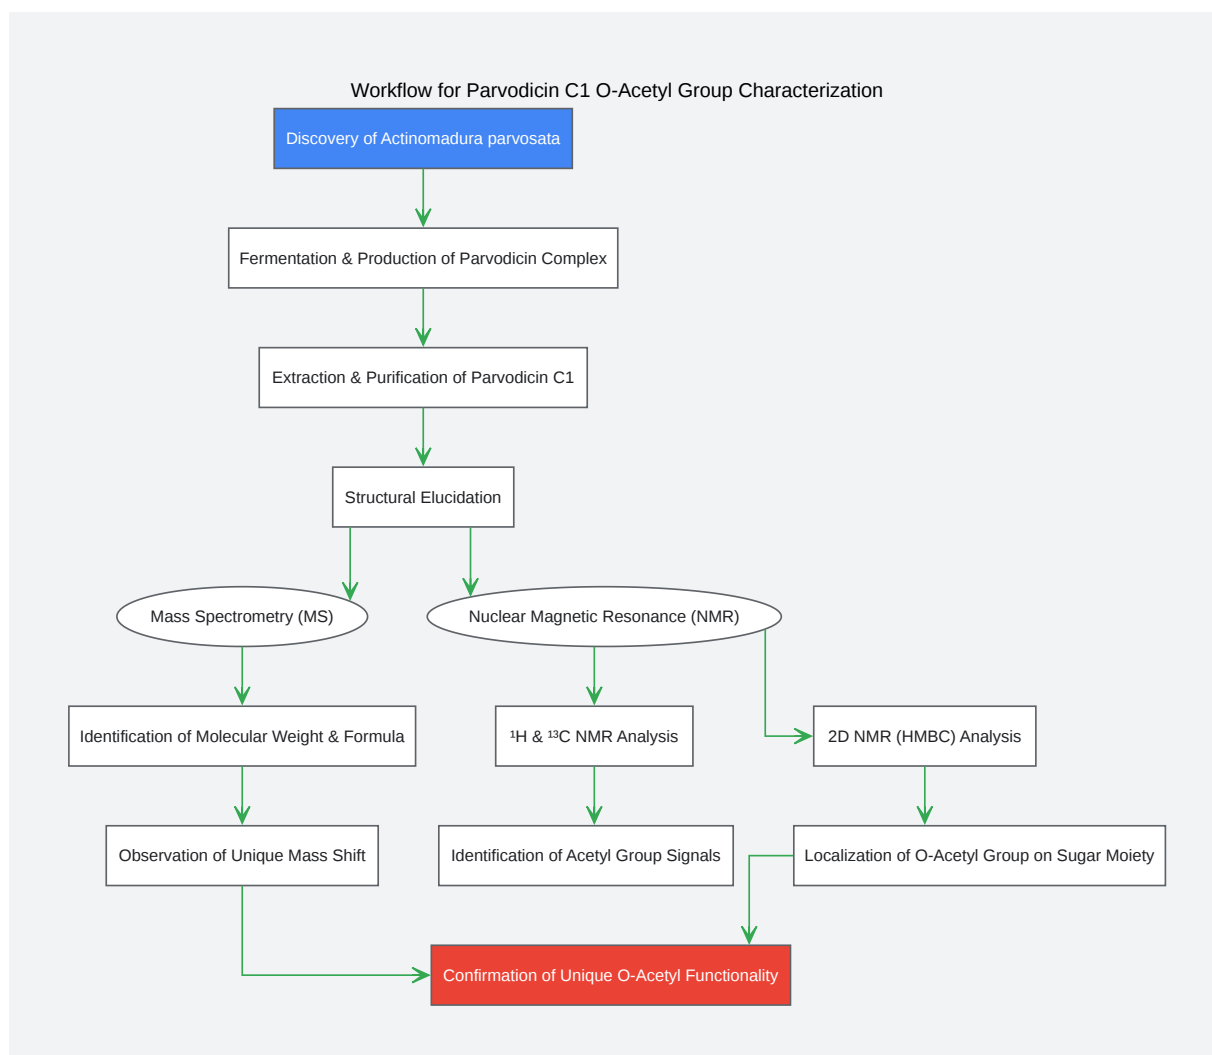 Workflow for Parvodicin C1 O-Acetyl Group Characterization
Discovery of Actinomadura parvosata
Fermentation & Production of Parvodicin Complex
Extraction & Purification of Parvodicin C1
Structural Elucidation
Mass Spectrometry (MS)
Nuclear Magnetic Resonance (NMR)
Identification of Molecular Weight & Formula
¹H & ¹³C NMR Analysis
2D NMR (HMBC) Analysis
Observation of Unique Mass Shift
Identification of Acetyl Group Signals
Localization of O-Acetyl Group on Sugar Moiety
Confirmation of Unique O-Acetyl Functionality